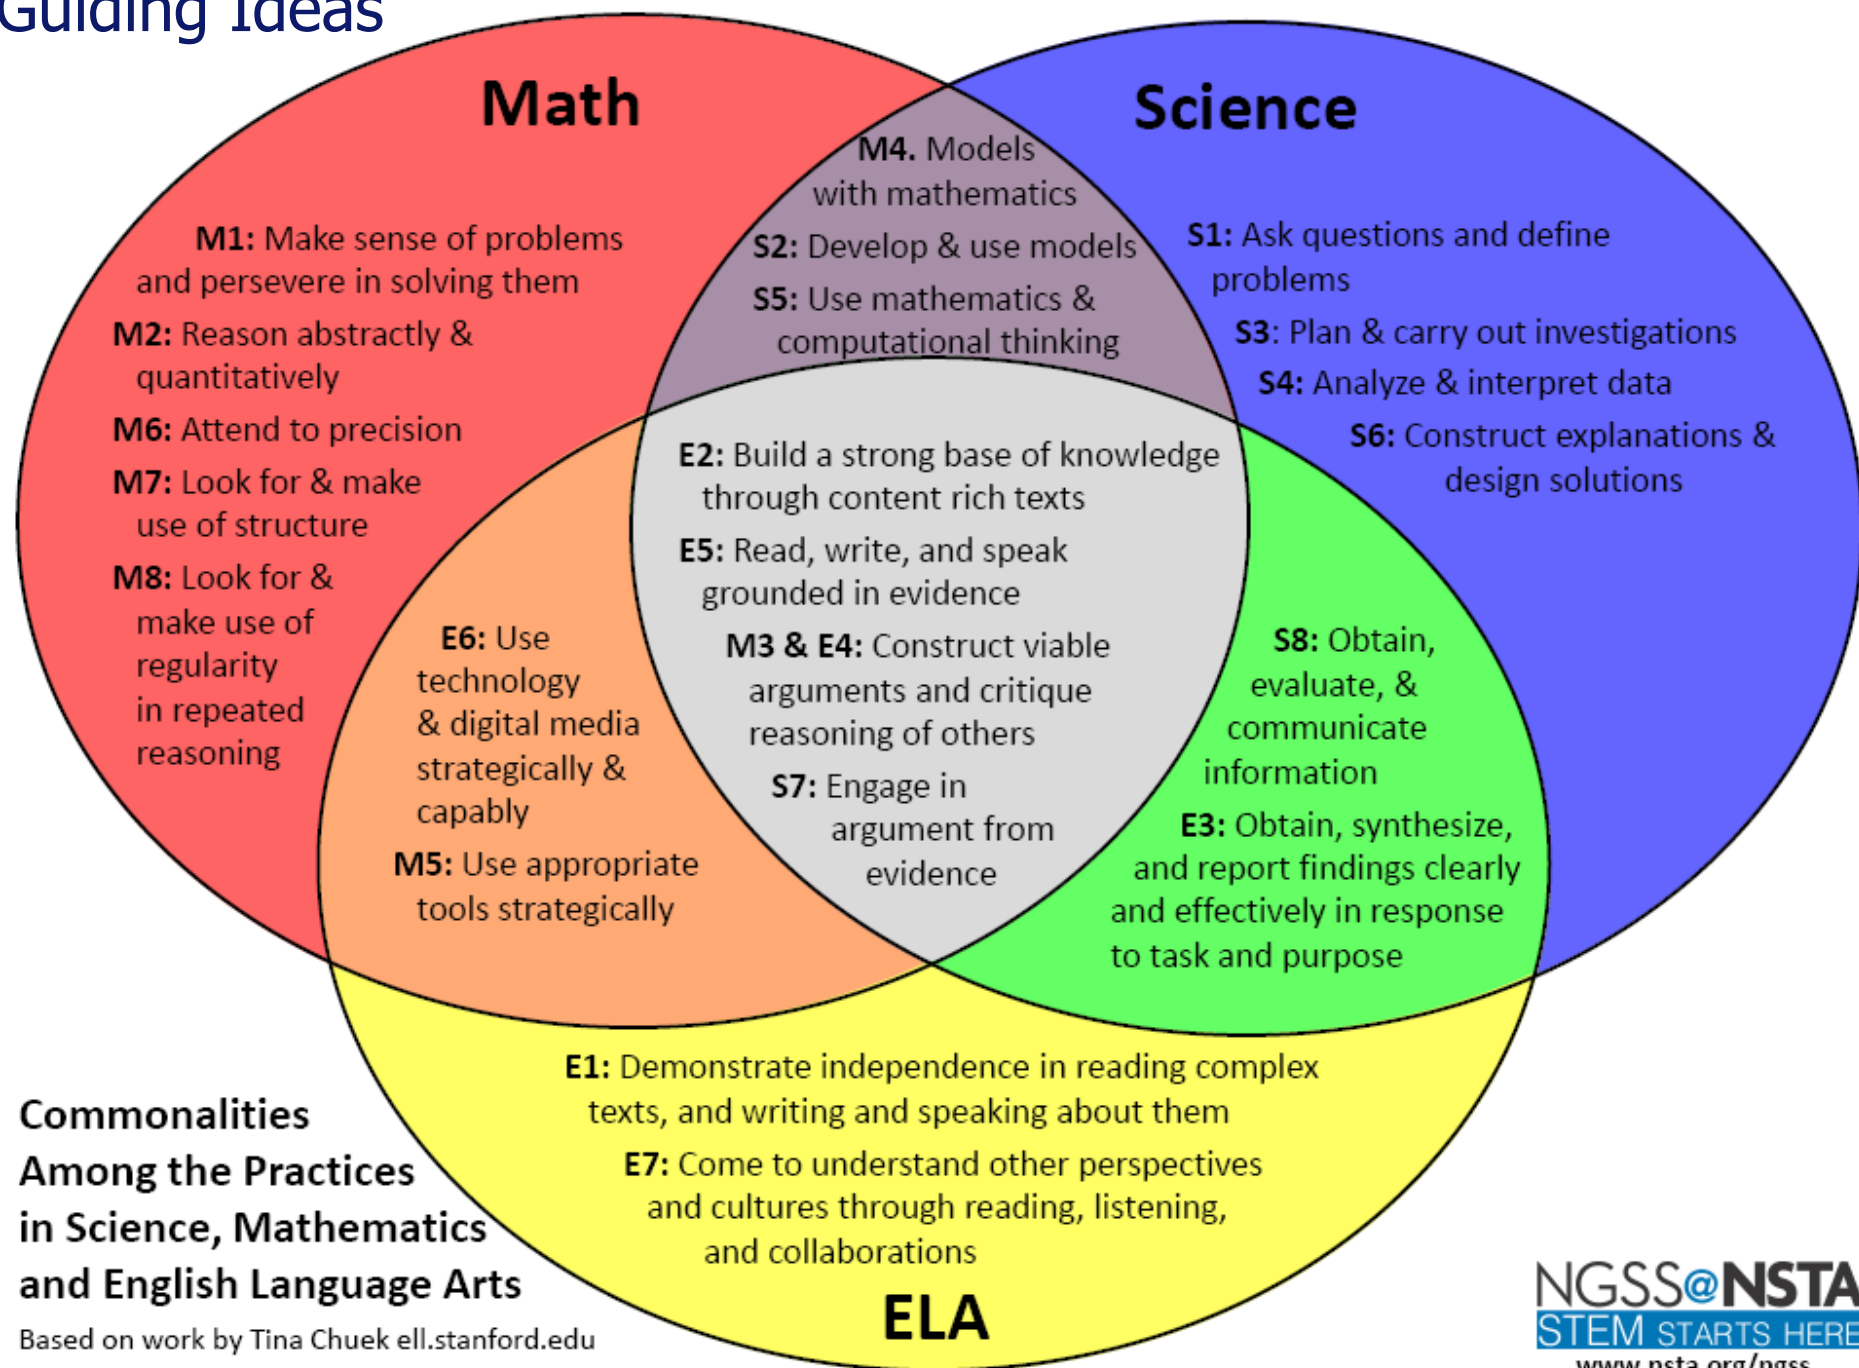 Guiding Ideas
Math
Science
M4. Models
with mathematics
S2: Develop & use models
S5: Use mathematics &
computational thinking
M1: Make sense of problems
and persevere in solving them
M2: Reason abstractly &
quantitatively
M6: Attend to precision
M7: Look for & make
use of structure
M8: Look for &
make use of
regularity
in repeated
reasoning
S1: Ask questions and define
problems
S3: Plan & carry out investigations
S4: Analyze & interpret data
S6: Construct explanations &
design solutions
E2: Build a strong base of knowledge
through content rich texts
E5: Read, write, and speak
grounded in evidence
M3 & E4: Construct viable
arguments and critique
reasoning of others
S7: Engage in
argument from
evidence
E6: Use
technology
& digital media
strategically &
capably
M5: Use appropriate
tools strategically
S8: Obtain,
evaluate, &
communicate
information
E3: Obtain, synthesize,
and report findings clearly
and effectively in response
to task and purpose
E1: Demonstrate independence in reading complex
texts, and writing and speaking about them
E7: Come to understand other perspectives
and cultures through reading, listening,
and collaborations
ELA
Commonalities
Among the Practices
in Science, Mathematics
and English Language Arts
Based on work by Tina Chuek ell.stanford.edu
NGSS@NSTA
STEM STARTS HERE
www.nsta.org/ngss